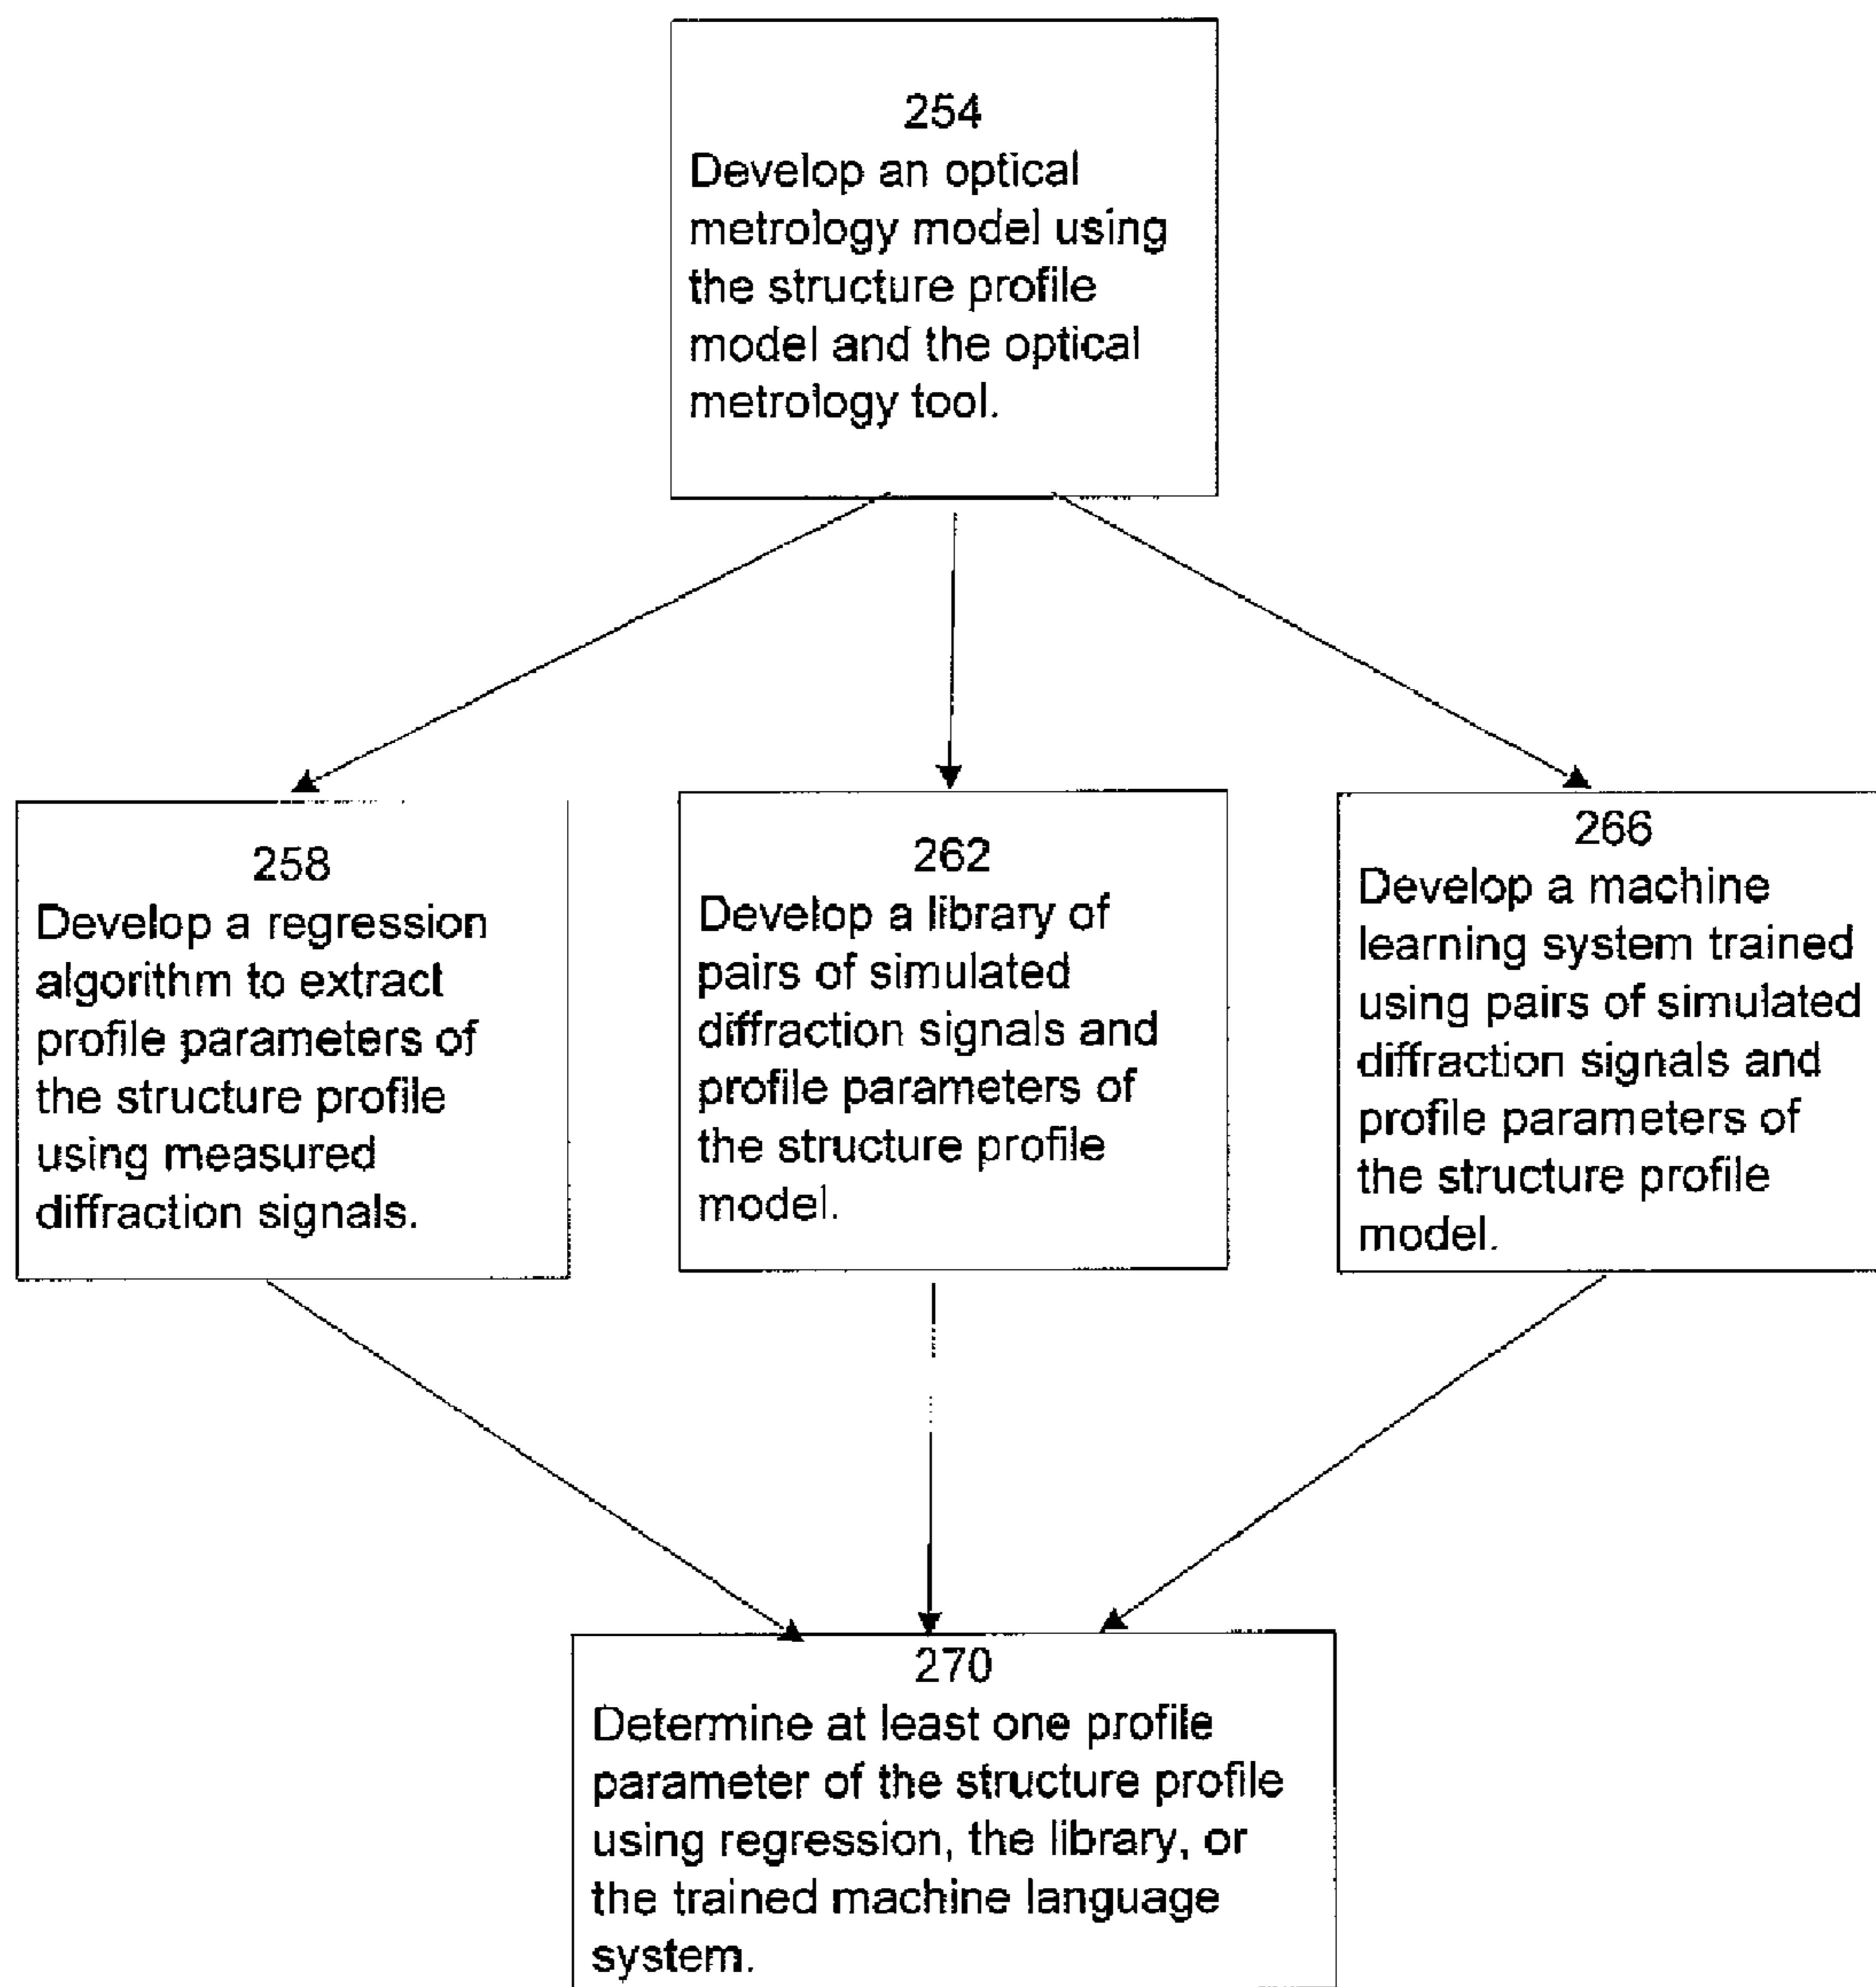 254
Develop an optical
metrology model using
the structure profile
model and the optical
metrology tool.
258
Develop a regression
algorithm to extract
profile parameters of
the structure profile
using measured
diffraction signals.
262
Develop a library of
pairs of simulated
diffraction signals and
profile parameters of
the structure profile
model.
266
Develop a machine
learning system trained
using pairs of simulated
diffraction signals and
profile parameters of
the structure profile
model.
270
Determine at least one profile
parameter of the structure profile
using regression, the library, or
the trained machine language
system.